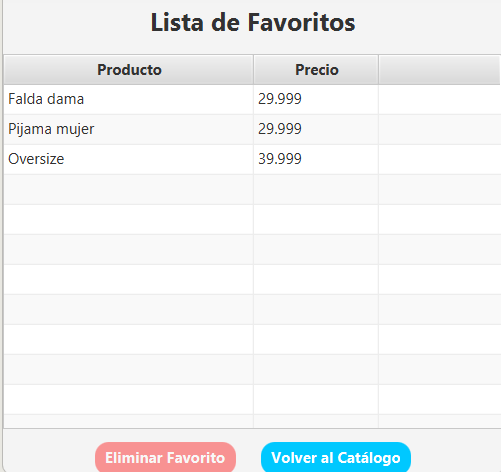 Lista de Favoritos
Producto Precio
Falda dama 29.999
Pijama mujer 29.999
Oversize 39.999
Eliminar Favorito Volver al Catálogo